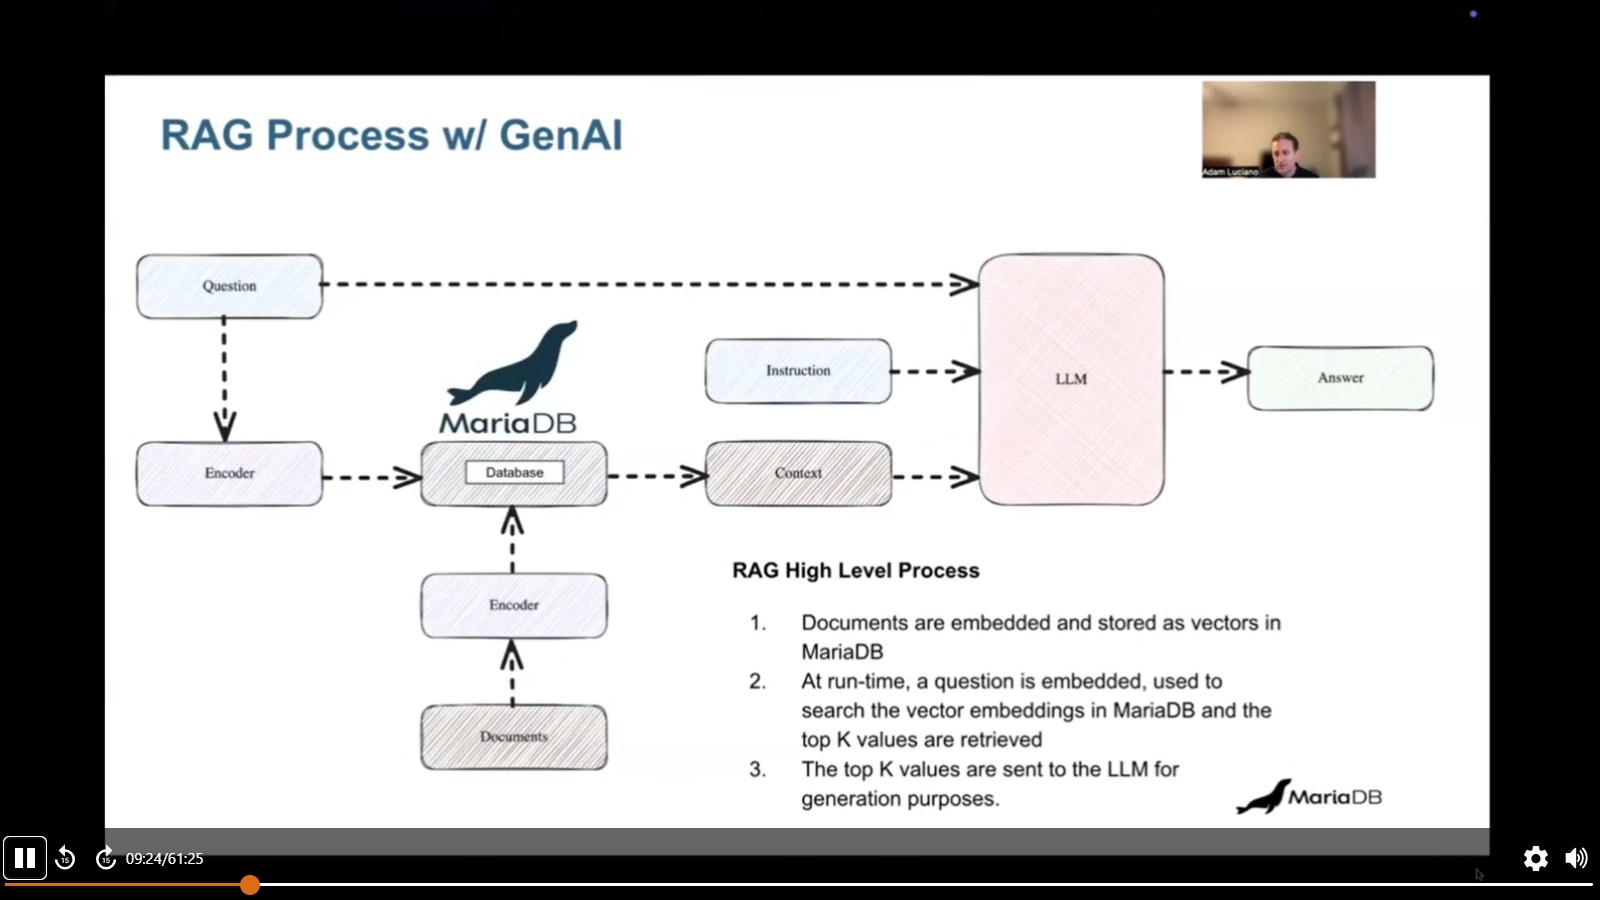 RAG Process w/ GenAI
Adam Luciano
Question
MariaDB
Instruction
LLM
Answer
Encoder
Database
Context
Encoder
Documents
RAG High Level Process
1. Documents are embedded and stored as vectors in
MariaDB
2. At run-time, a question is embedded, used to
search the vector embeddings in MariaDB and the
top K values are retrieved
3. The top K values are sent to the LLM for
generation purposes.
MariaDB
15
15
09:24/61:25